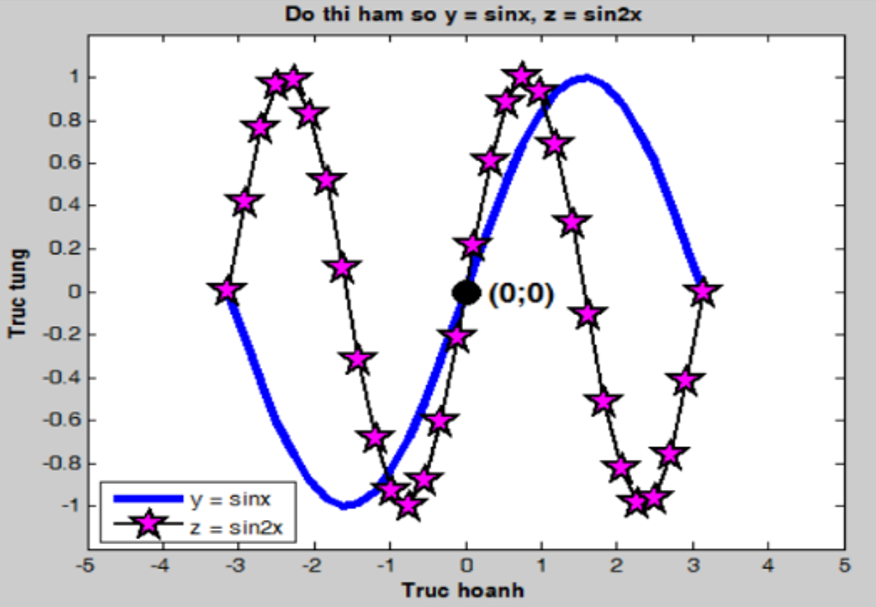 Do thi ham so y = sinx, z = sin2x
1
0.8
0.6
0.4
0.2
0
-0.2
-0.4
-0.6
-0.8
-1
Truc tung
(0;0)
y = sinx
z = sin2x
-5 -4 -3 -2 -1 0 1 2 3 4 5
Truc hoanh